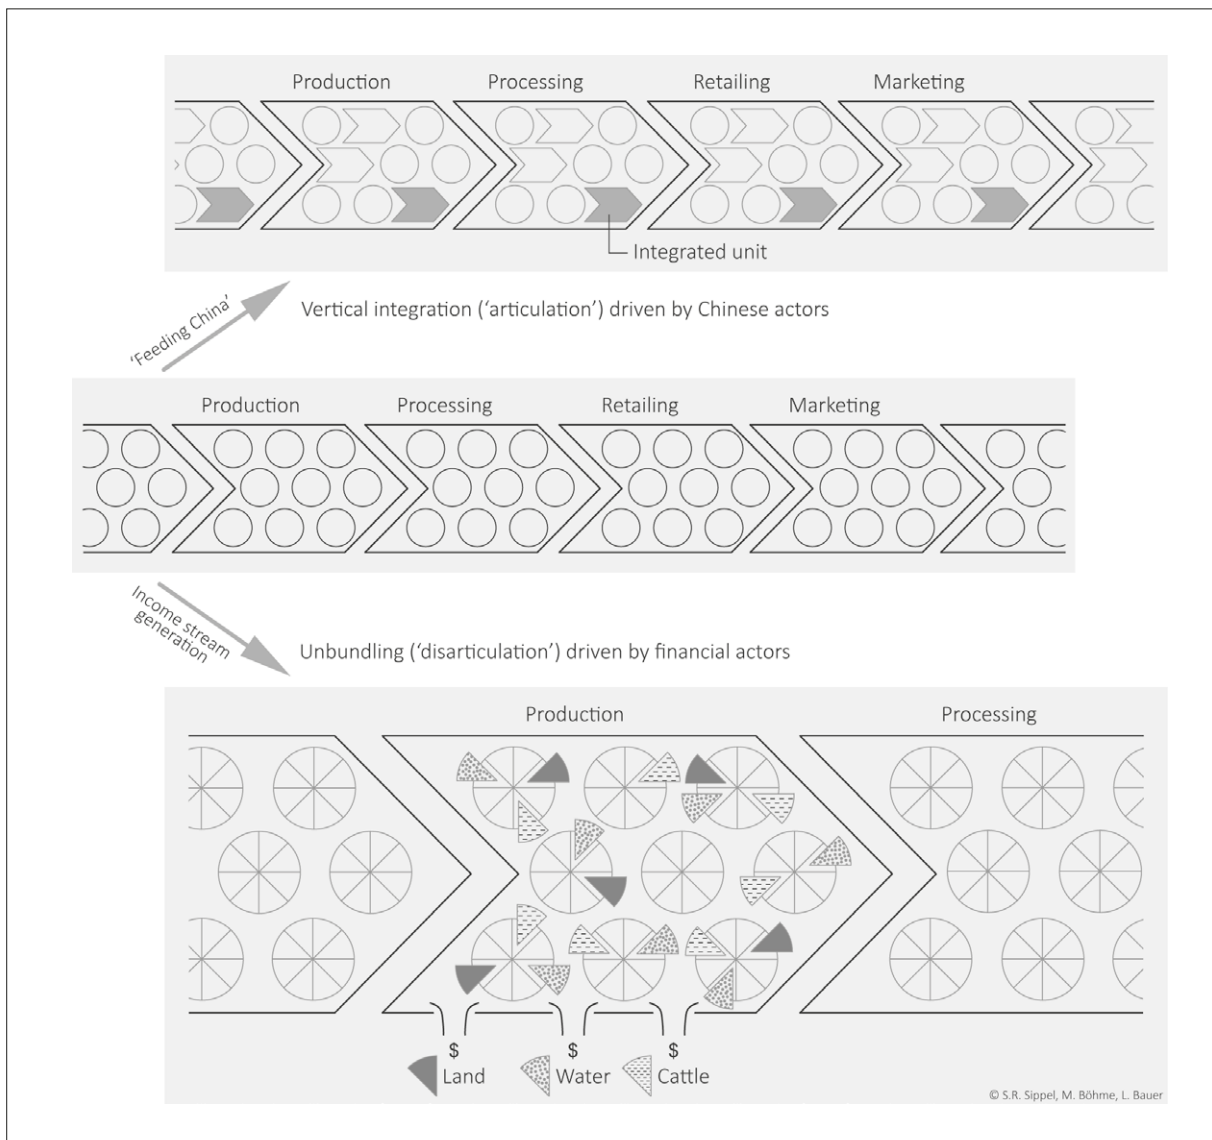 Production Processing Retailing Marketing
Integrated unit
'Feeding China'
Vertical integration ('articulation') driven by Chinese actors
Production Processing Retailing Marketing
Income stream
generation
Unbundling ('disarticulation') driven by financial actors
Production Processing
$ $ $
Land Water Cattle
© S.R. Sippel, M. Böhme, L. Bauer